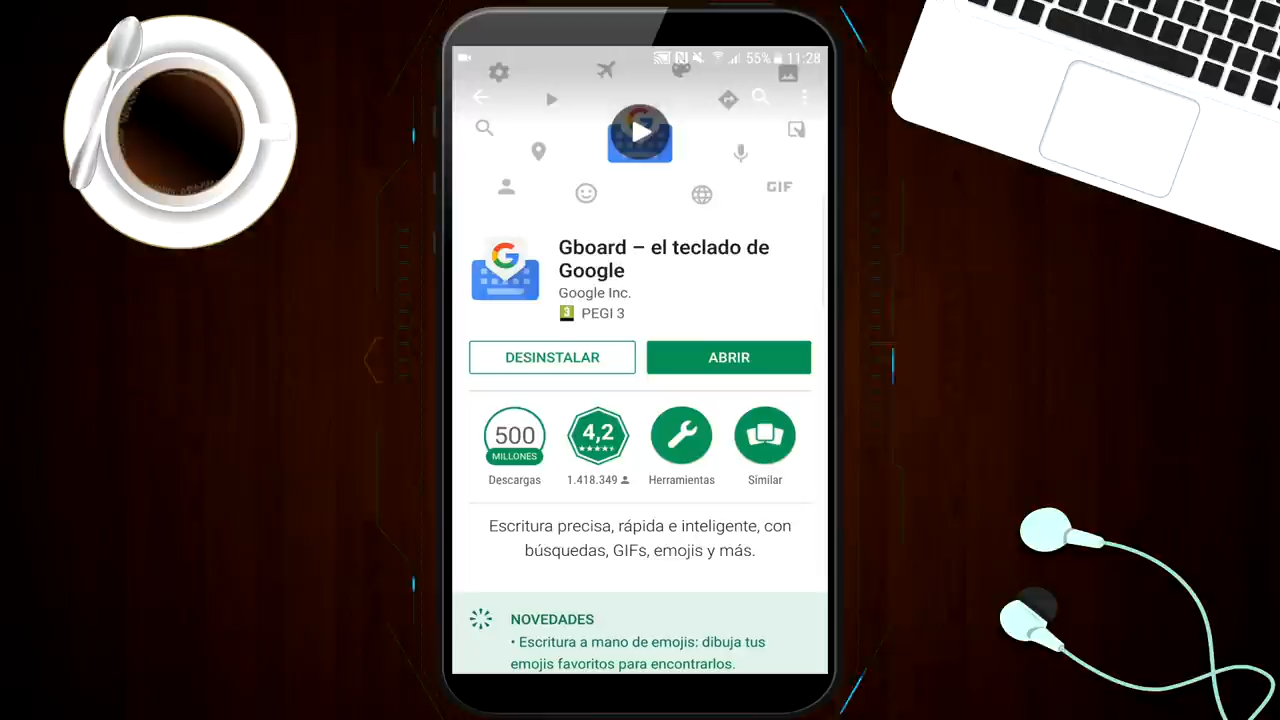 55% 11:28
GIF
Gboard – el teclado de
Google
Google Inc.
3 PEGI 3
DESINSTALAR
ABRIR
500
MILLONES
Descargas
4,2
1.418.349
Herramientas
Similar
Escritura precisa, rápida e inteligente, con
búsquedas, GIFs, emojis y más.
NOVEDADES
• Escritura a mano de emojis: dibuja tus
emojis favoritos para encontrarlos.